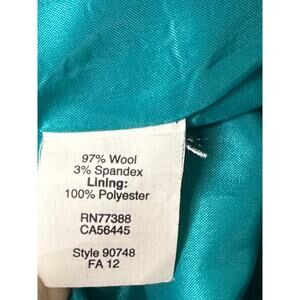 97% Wool
3% Spandex
Lining:
100% Polyester
RN77388
CA56445
Style 90748
FA 12